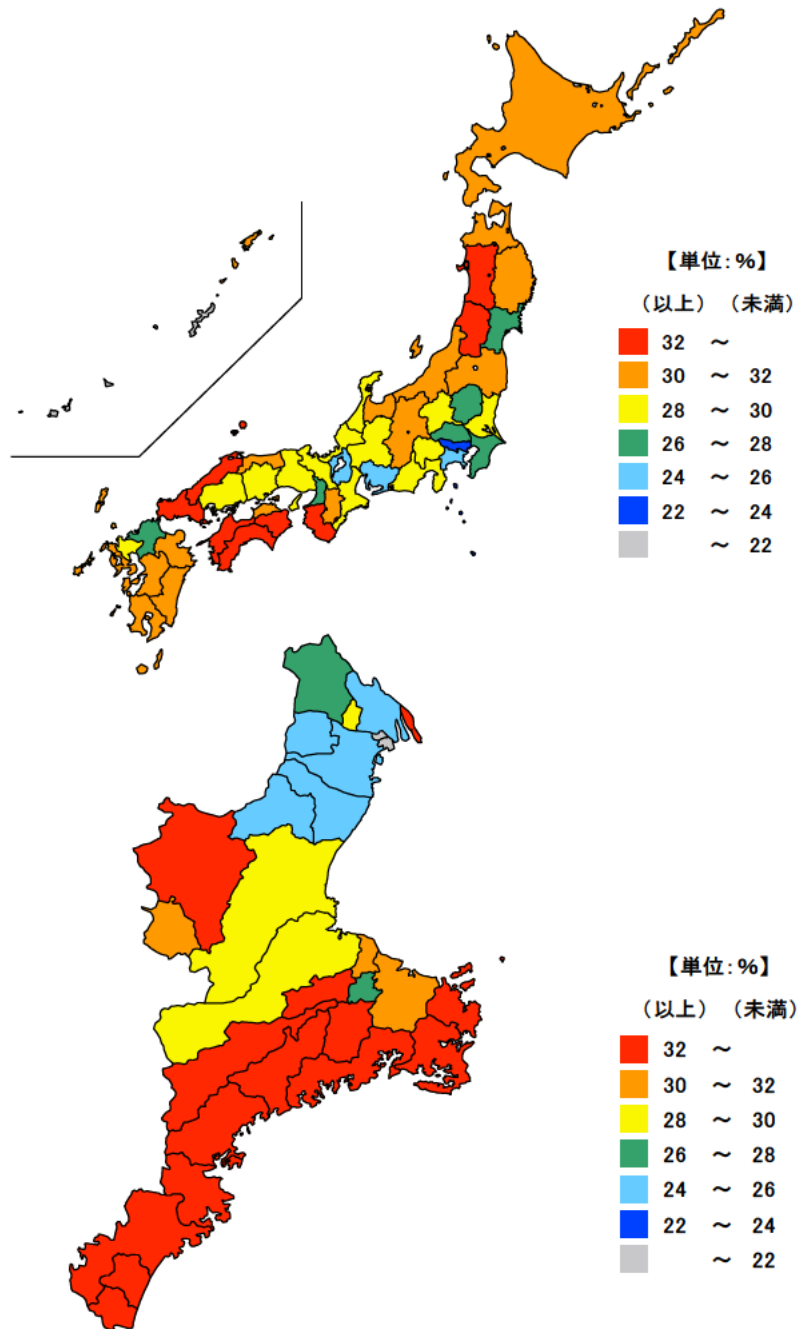 【単位：%】
（以上） （未満）
32 ～
30 ～ 32
28 ～ 30
26 ～ 28
24 ～ 26
22 ～ 24
～ 22
【単位：%】
（以上） （未満）
32 ～
30 ～ 32
28 ～ 30
26 ～ 28
24 ～ 26
22 ～ 24
～ 22